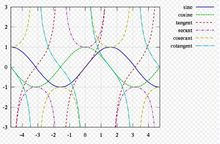 3
2
1
0
-1
-2
-3
-4 -3 -2 -1 0 1 2 3 4
sine
cosine
tangent
secant
cosecant
cotangent